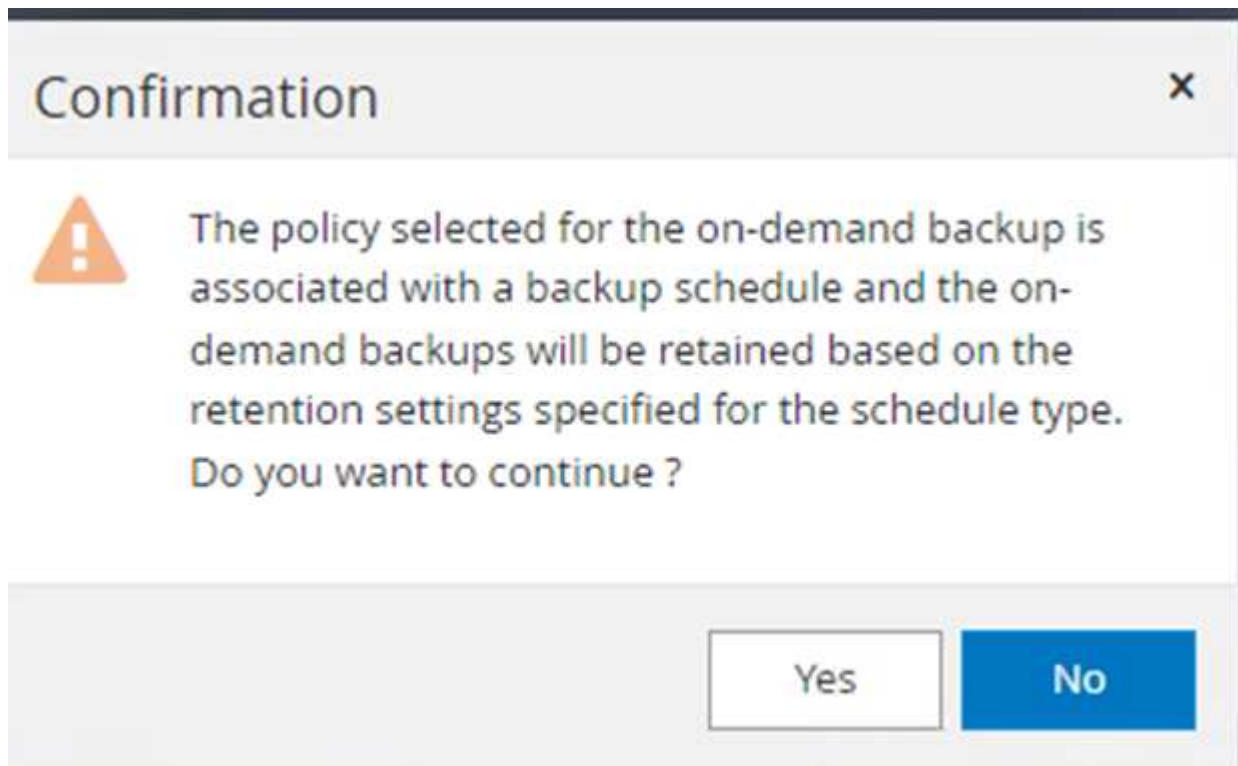 Confirmation
The policy selected for the on-demand backup is
associated with a backup schedule and the on-
demand backups will be retained based on the
retention settings specified for the schedule type.
Do you want to continue ?
Yes No